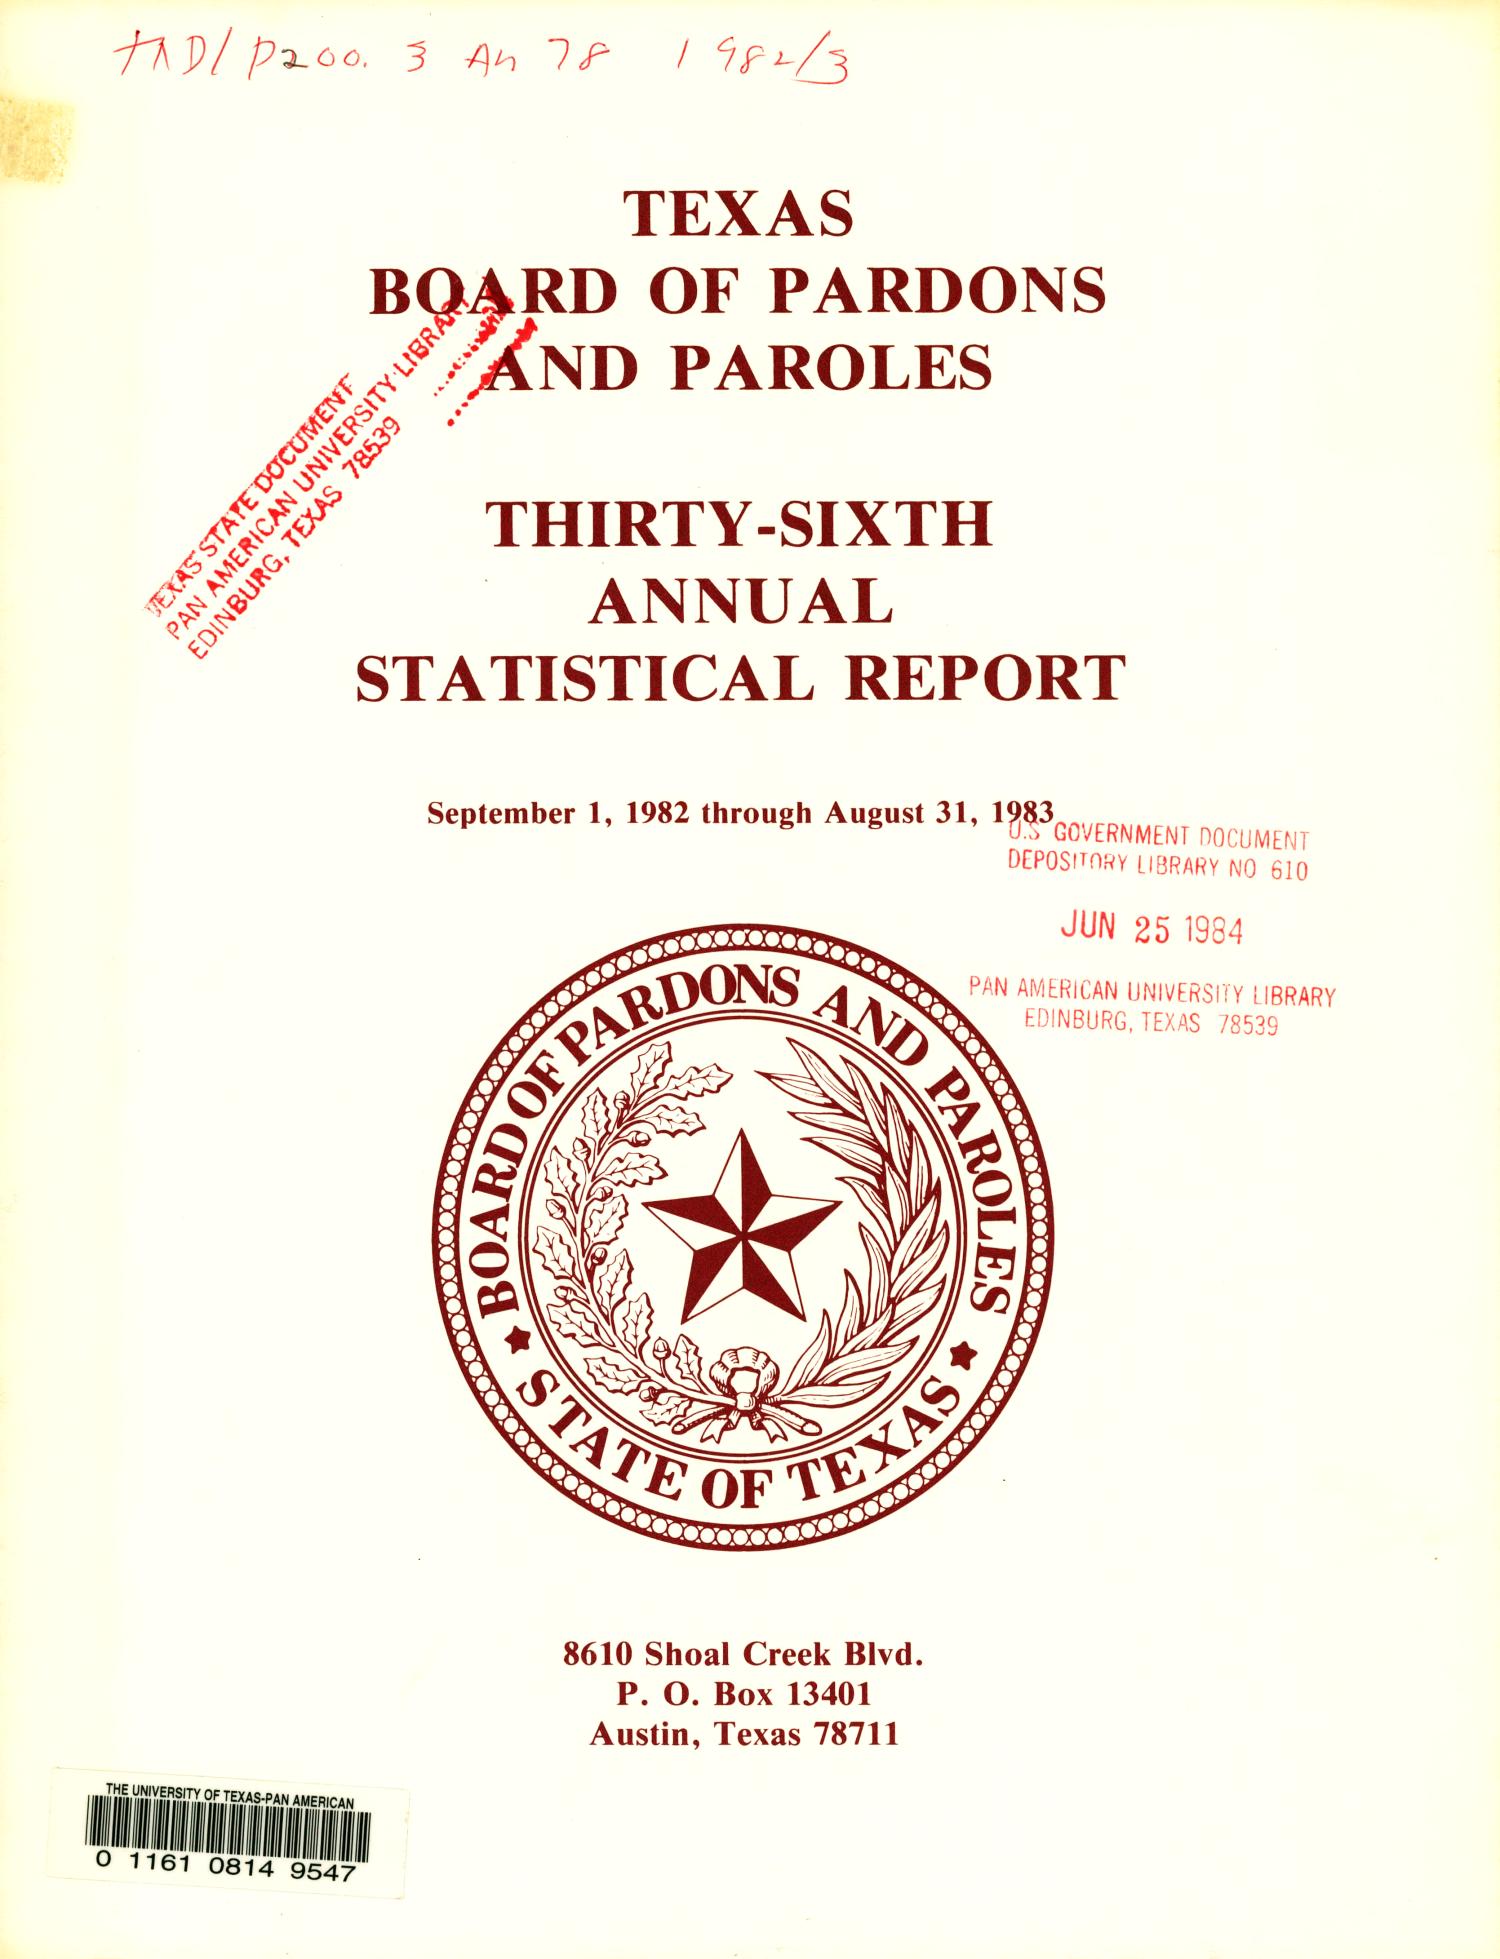 TXD/P200. 3 An 78 1982/3
TEXAS
BOARD OF PARDONS
AND PAROLES
TEXAS STATE DOCUMENT
PAN AMERICAN UNIVERSITY LIBRARY
EDINBURG, TEXAS 78539
THIRTY-SIXTH
ANNUAL
STATISTICAL REPORT
September 1, 1982 through August 31, 1983
U.S GOVERNMENT DOCUMENT
DEPOSITORY LIBRARY NO 610
JUN 25 1984
PAN AMERICAN UNIVERSITY LIBRARY
EDINBURG, TEXAS 78539
BOARD OF PARDONS AND PAROLES
STATE OF TEXAS
8610 Shoal Creek Blvd.
P. O. Box 13401
Austin, Texas 78711
THE UNIVERSITY OF TEXAS-PAN AMERICAN
0 1161 0814 9547